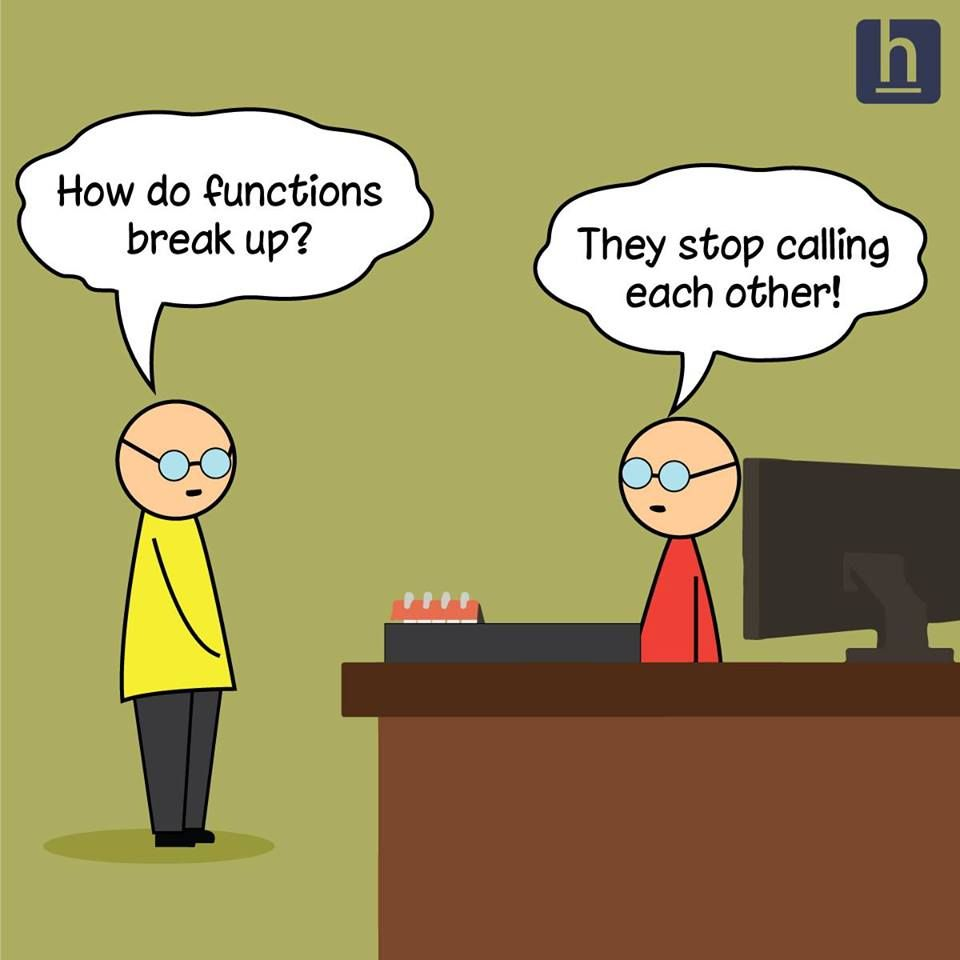 h
How do functions
break up?
They stop calling
each other!